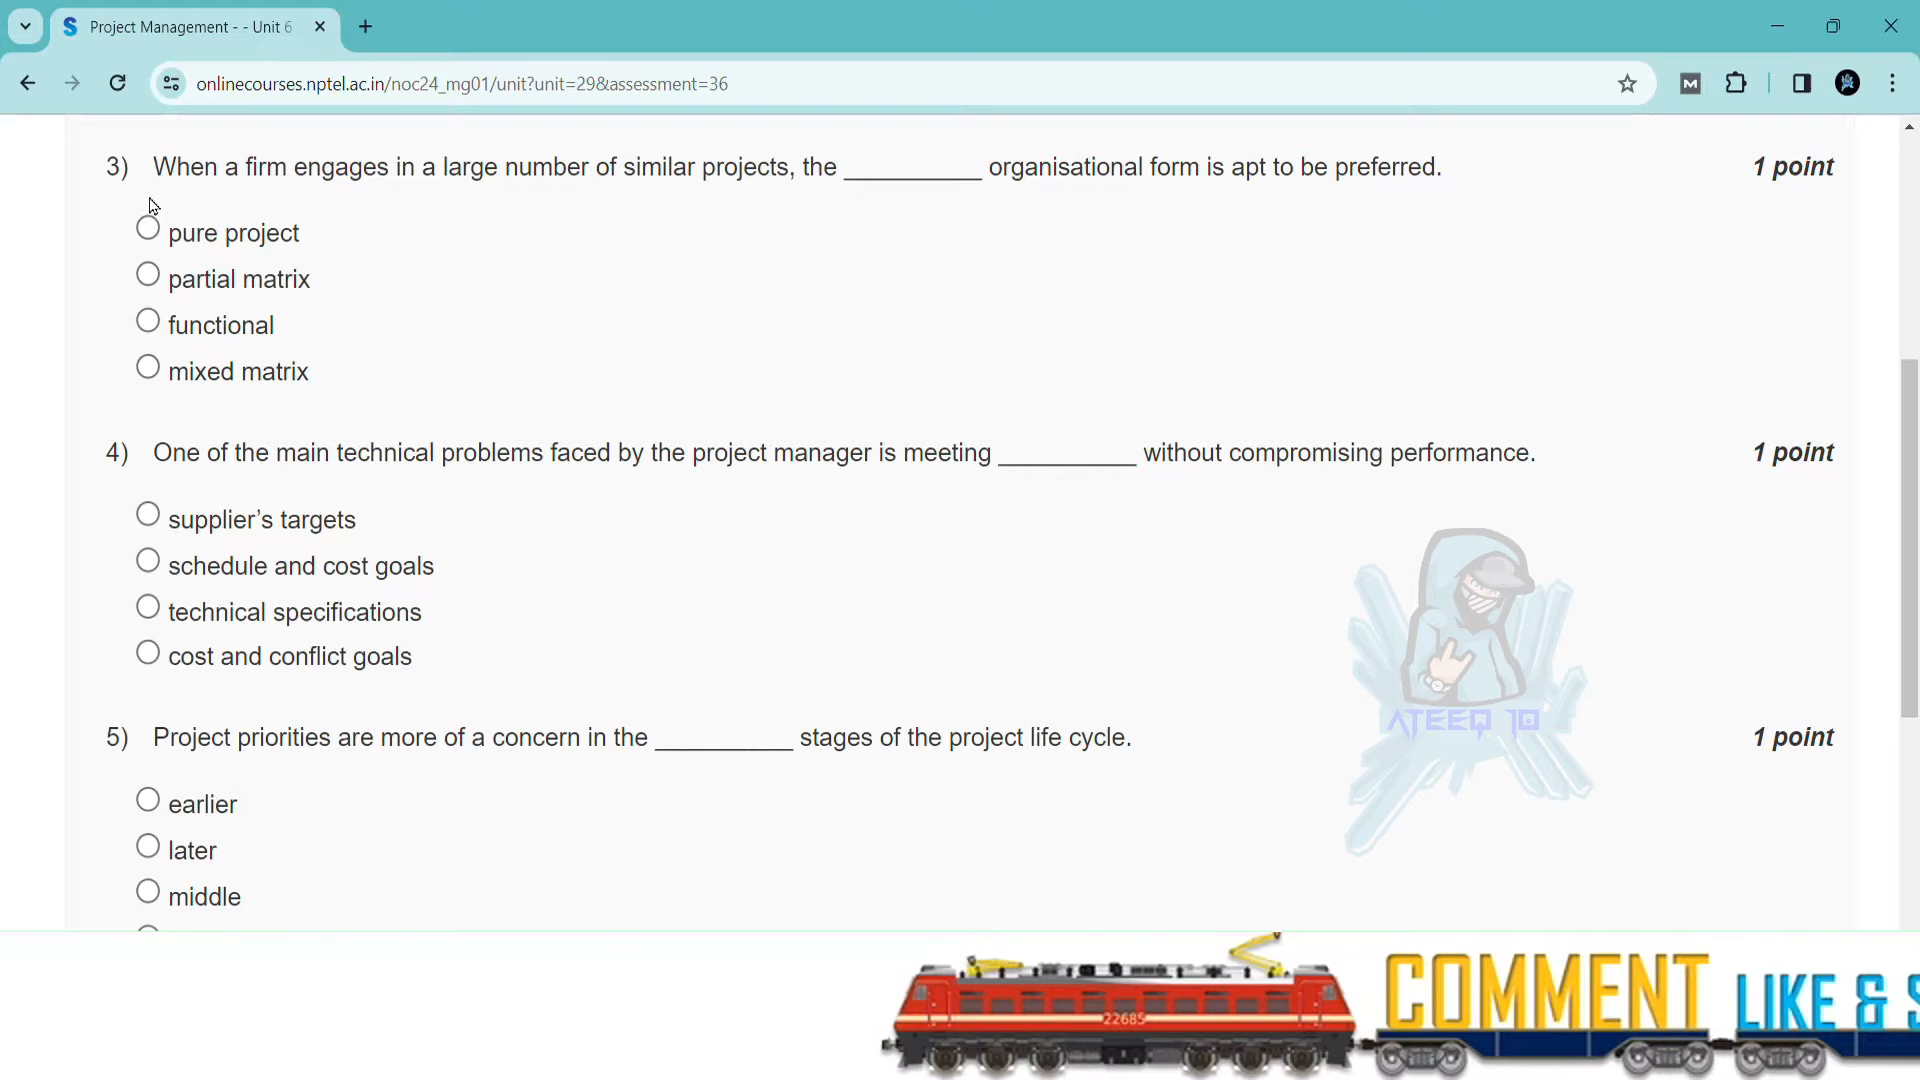 Project Management - - Unit 6
onlinecourses.nptel.ac.in/noc24_mg01/unit?unit=29&assessment=36
M
3) When a firm engages in a large number of similar projects, the __________ organisational form is apt to be preferred. 1 point
pure project
partial matrix
functional
mixed matrix
4) One of the main technical problems faced by the project manager is meeting __________ without compromising performance. 1 point
supplier’s targets
schedule and cost goals
technical specifications
cost and conflict goals
ATEEQ 10
5) Project priorities are more of a concern in the __________ stages of the project life cycle. 1 point
earlier
later
middle
22685
COMMENT LIKE & S